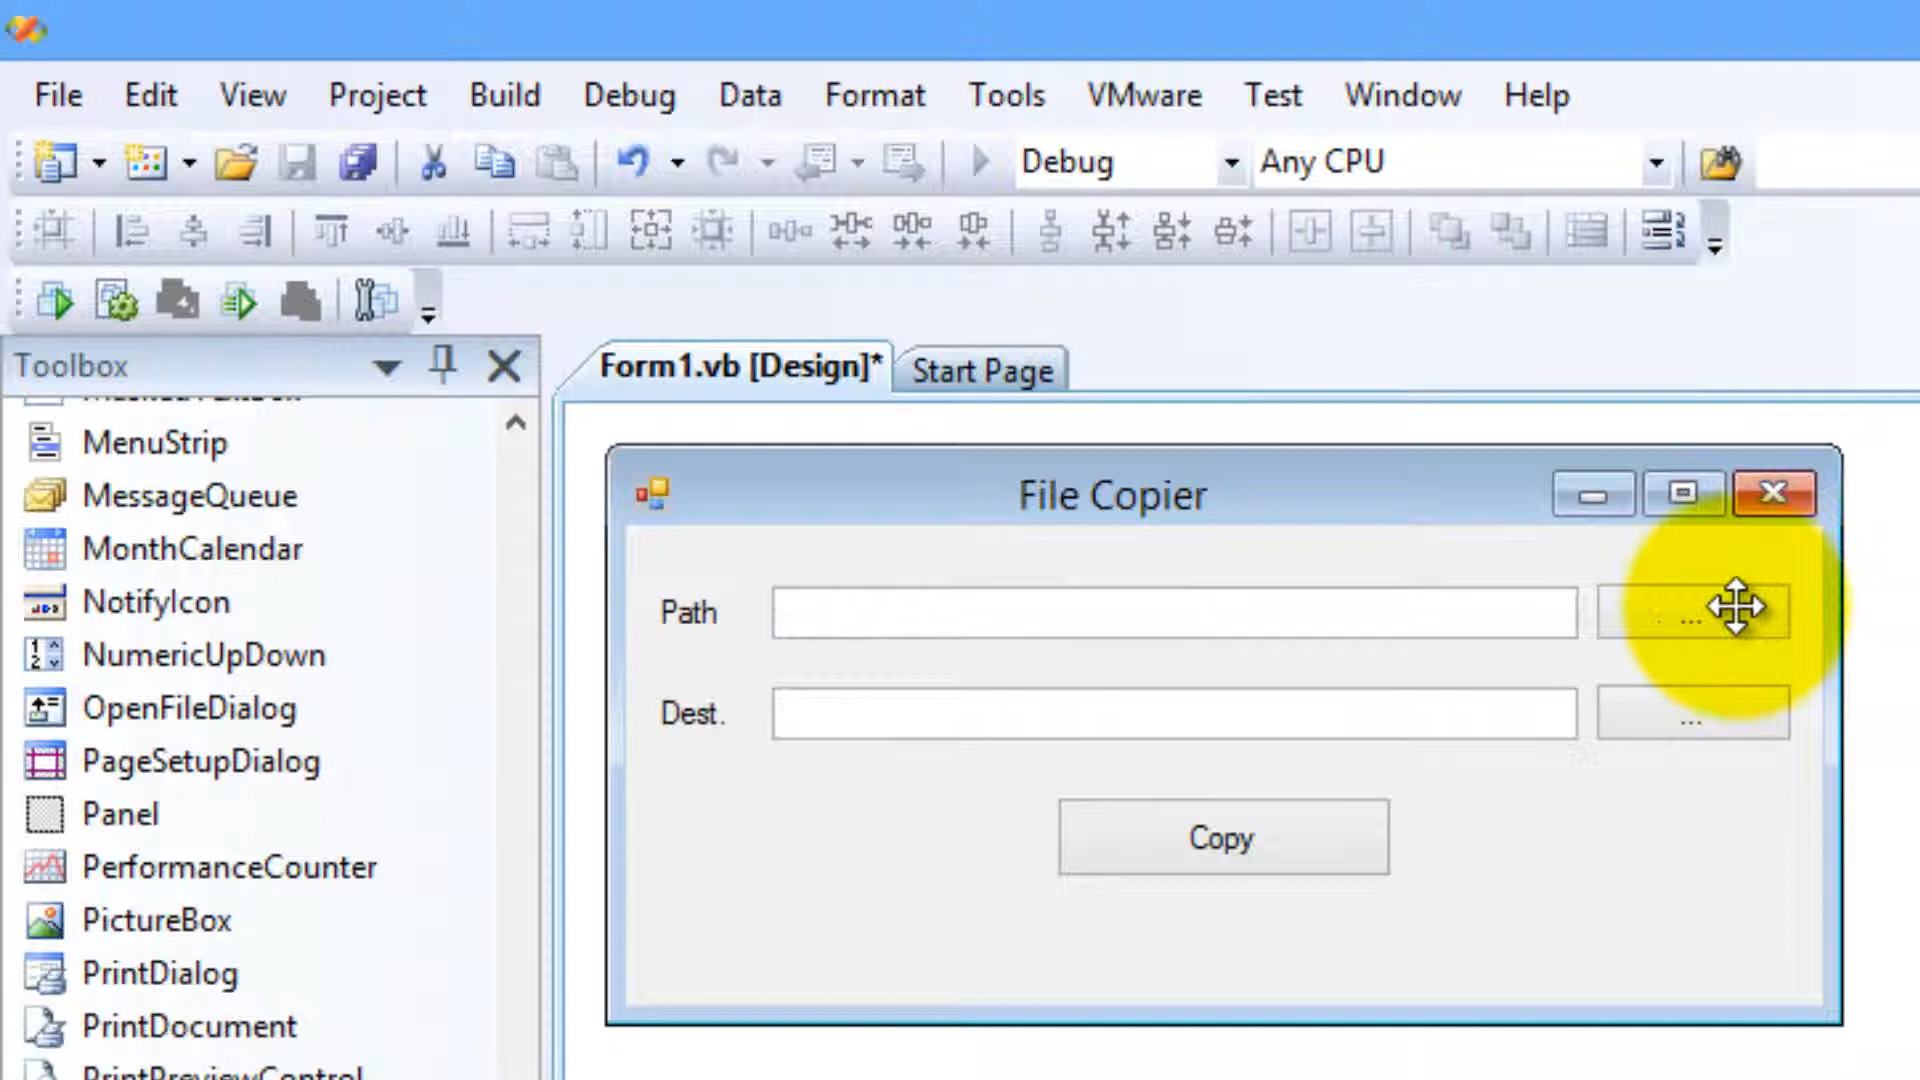 File Edit View Project Build Debug Data Format Tools VMware Test Window Help
Debug Any CPU
Toolbox
Form1.vb [Design]* Start Page
MenuStrip
MessageQueue
MonthCalendar
NotifyIcon
NumericUpDown
OpenFileDialog
PageSetupDialog
Panel
PerformanceCounter
PictureBox
PrintDialog
PrintDocument
PrintPreviewControl
File Copier
Path ...
Dest. ...
Copy